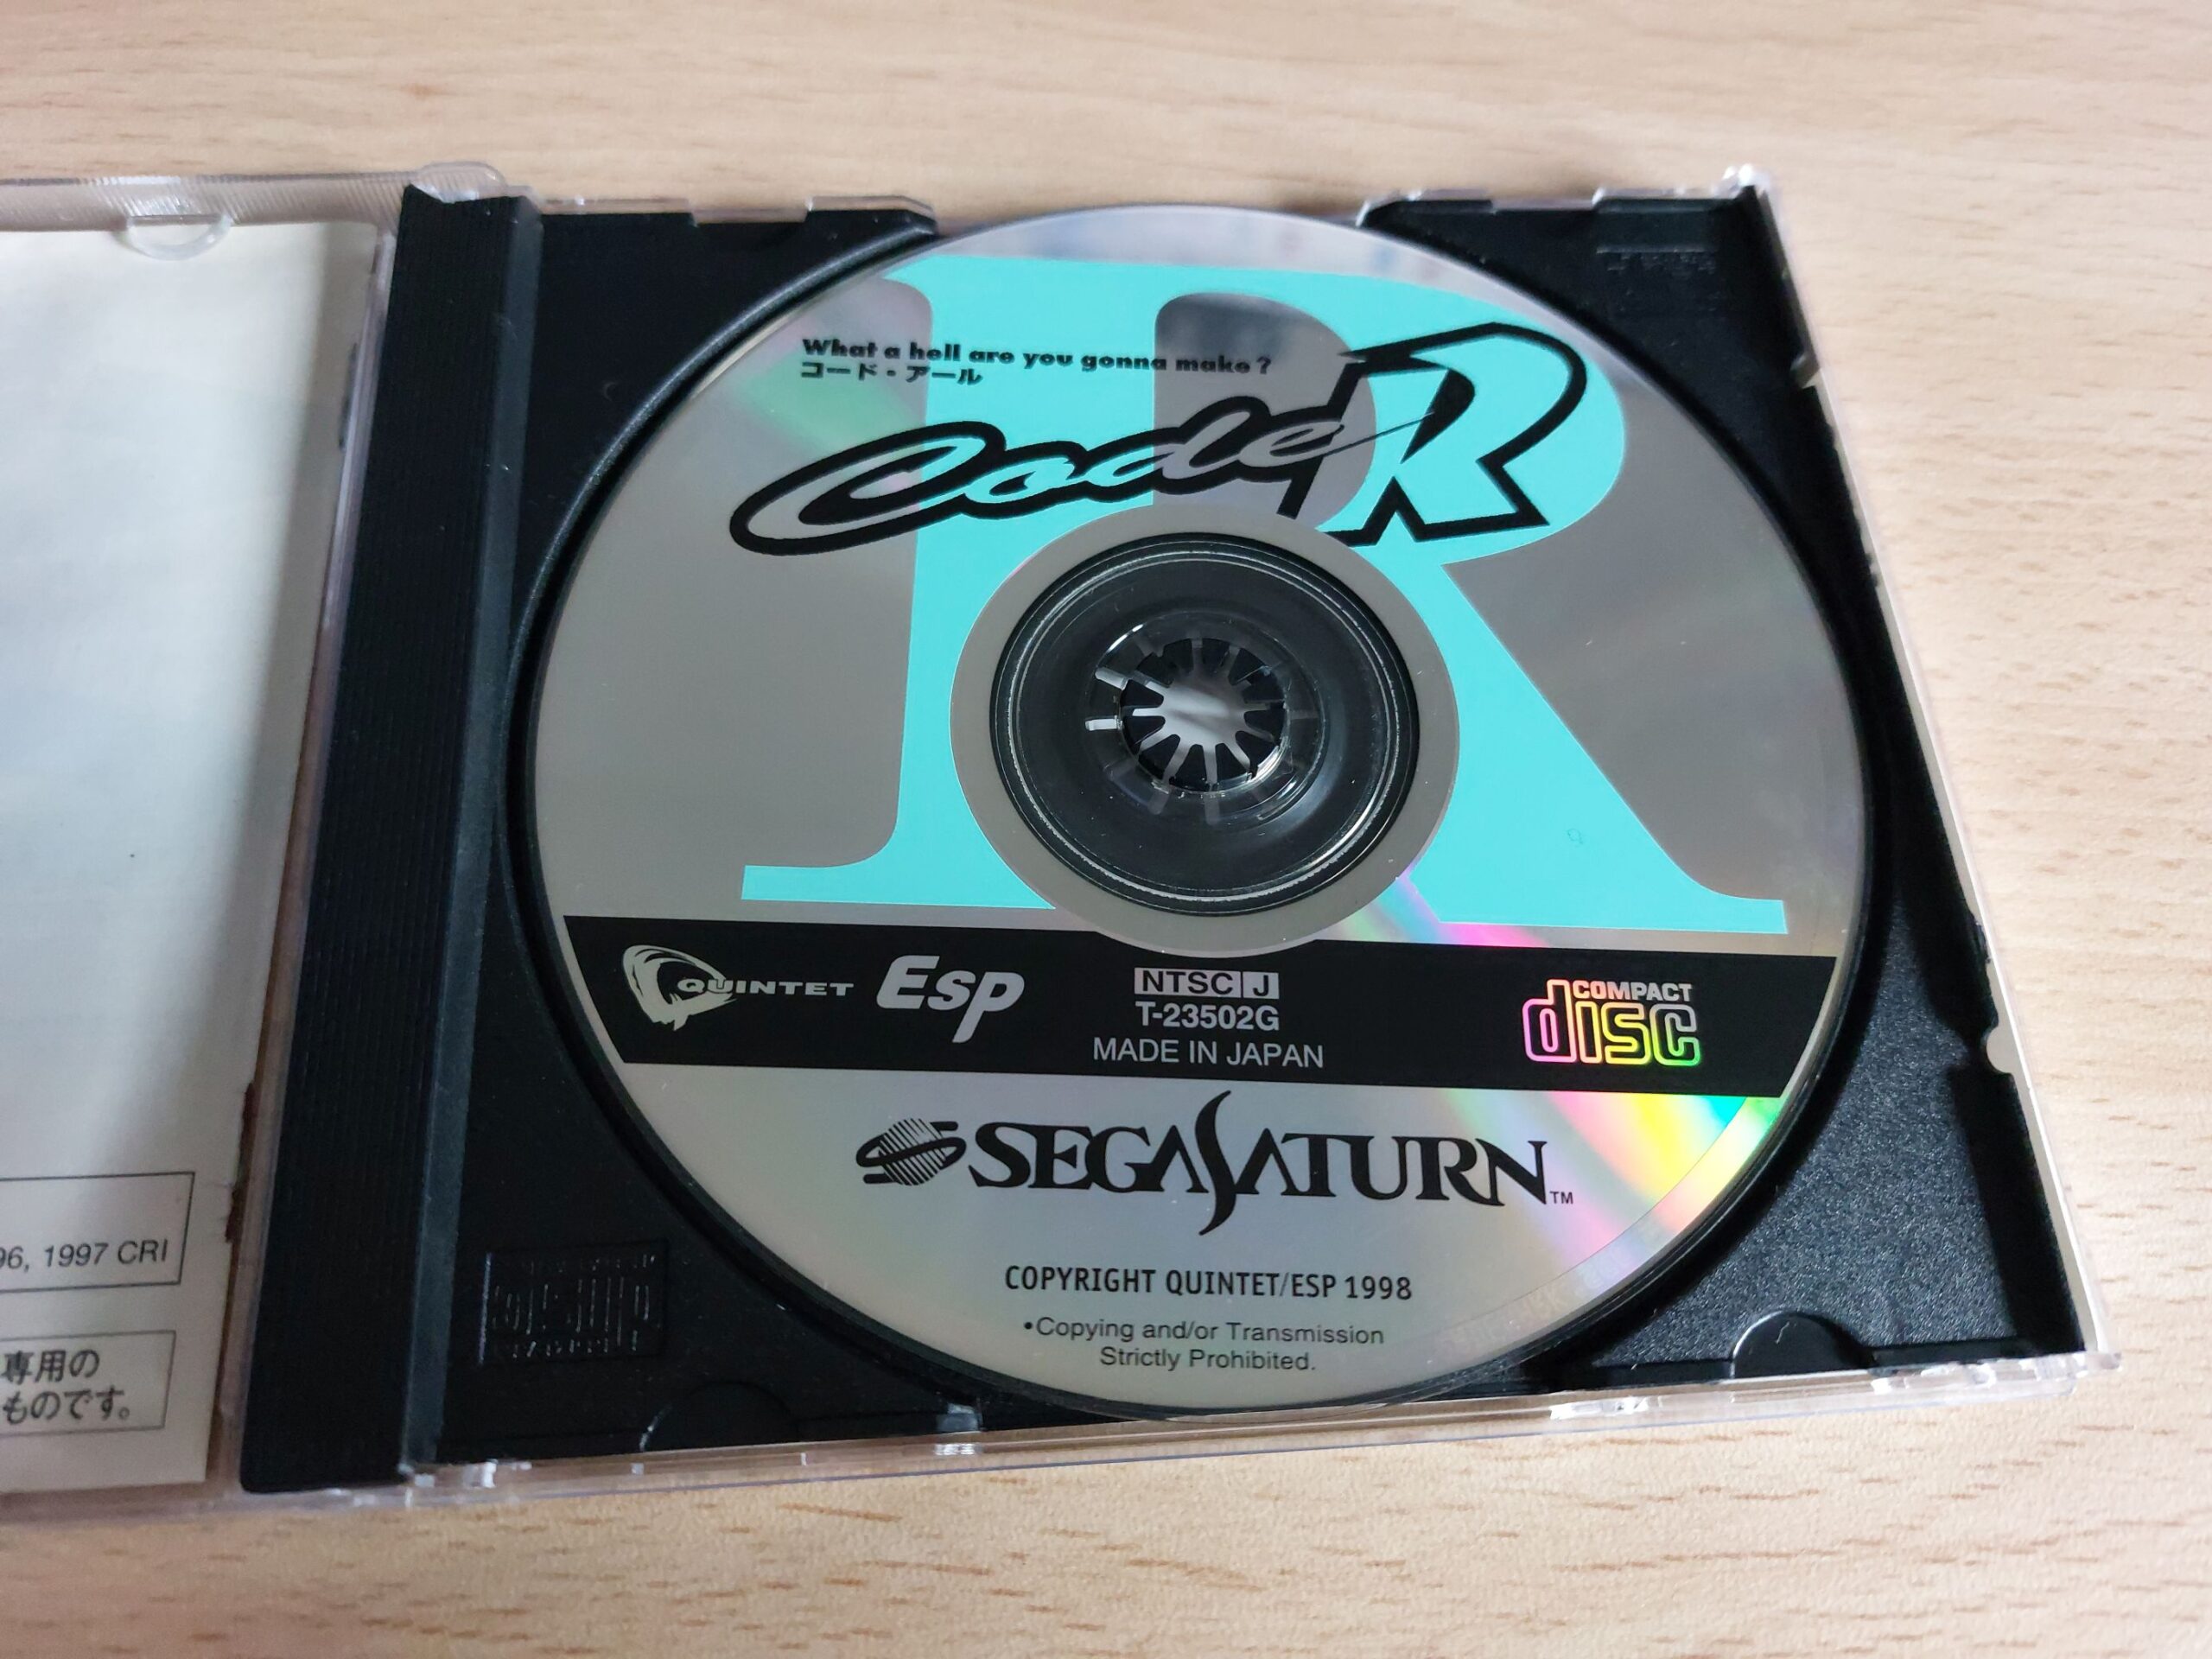 What a hell are you gonna make?
コード・アール
Code R
QUINTET
Esp
NTSC J
T-23502G
MADE IN JAPAN
COMPACT
disc
SEGA SATURN™
COPYRIGHT QUINTET/ESP 1998
•Copying and/or Transmission
Strictly Prohibited.
96, 1997 CRI
専用の
ものです。